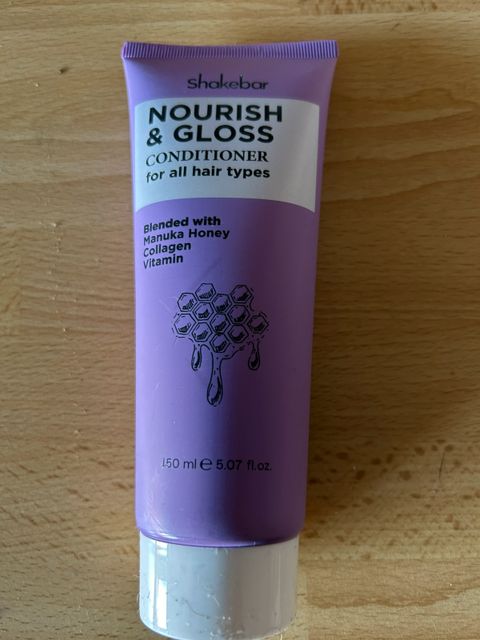 shakebar
NOURISH
& GLOSS
CONDITIONER
for all hair types
Blended with
Manuka Honey
Collagen
Vitamin
150 ml e 5.07 fl.oz.